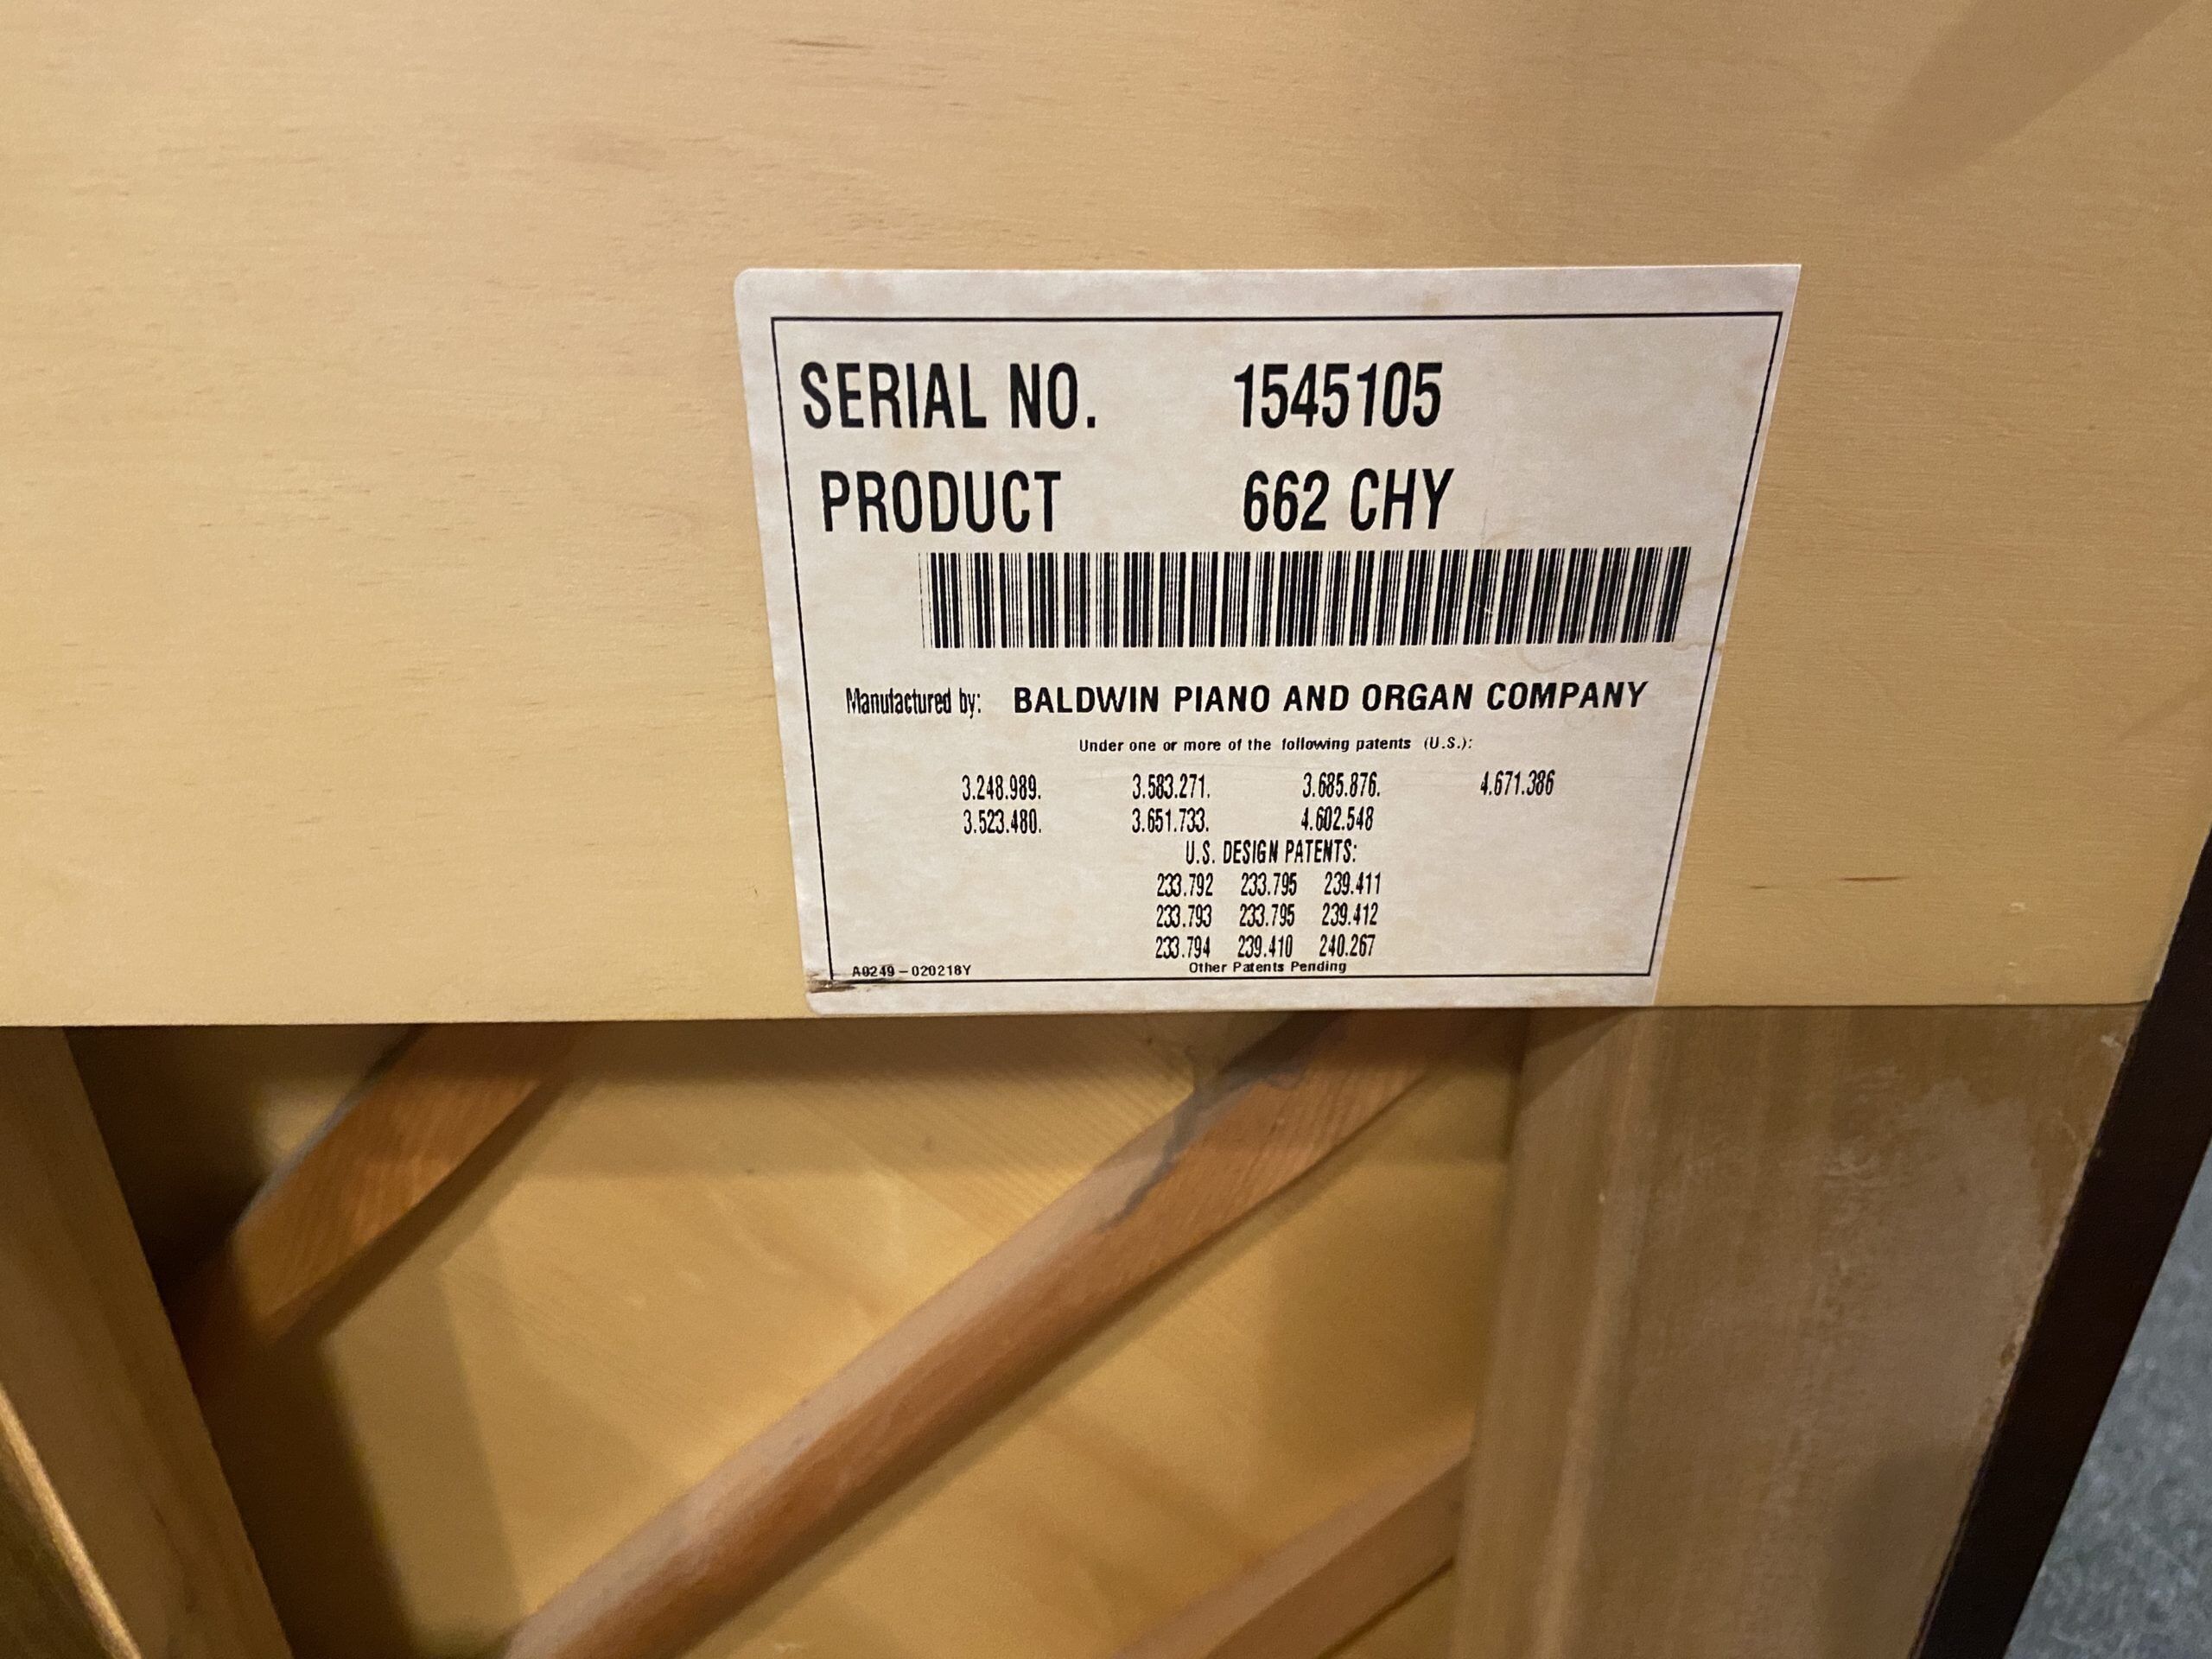 SERIAL NO. 1545105
PRODUCT 662 CHY
Manufactured by: BALDWIN PIANO AND ORGAN COMPANY
Under one or more of the following patents (U.S.):
3.248.989. 3.583.271. 3.685.876. 4.671.386
3.523.480. 3.651.733. 4.602.548
U.S. DESIGN PATENTS:
233.792 233.795 239.411
233.793 233.795 239.412
233.794 239.410 240.267
A0249-020218Y Other Patents Pending